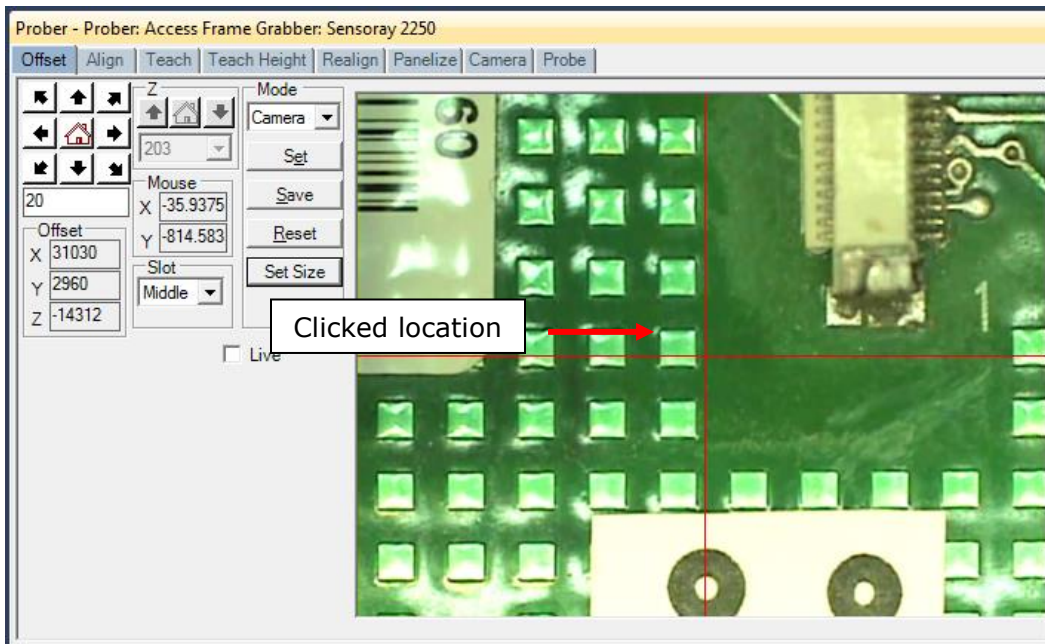 Prober - Prober: Access Frame Grabber: Sensoray 2250
Offset Align Teach Teach Height Realign Panelize Camera Probe
Z
203
Mode
Camera
Set
Save
Reset
Set Size
20
Mouse
X -35.9375
Y -814.583
Offset
X 31030
Y 2960
Z -14312
Slot
Middle
Live
Clicked location
60
1